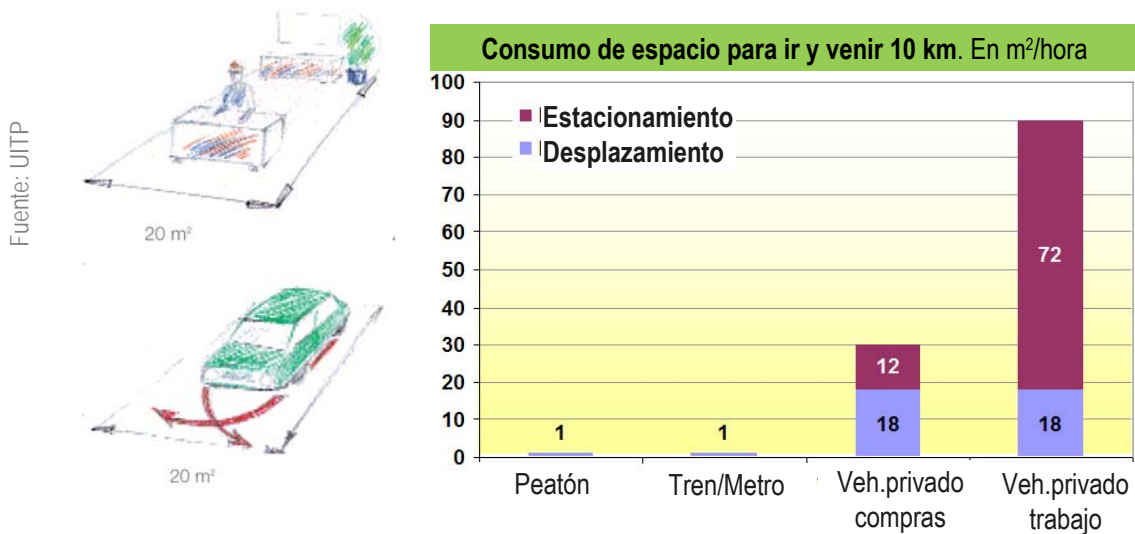 Fuente: UITP
20 m²
20 m²
Consumo de espacio para ir y venir 10 km. En m²/hora
Estacionamiento
Desplazamiento
100
90
80
70
60
50
40
30
20
10
0
1
1
12
18
72
18
Peatón
Tren/Metro
Veh.privado
compras
Veh.privado
trabajo